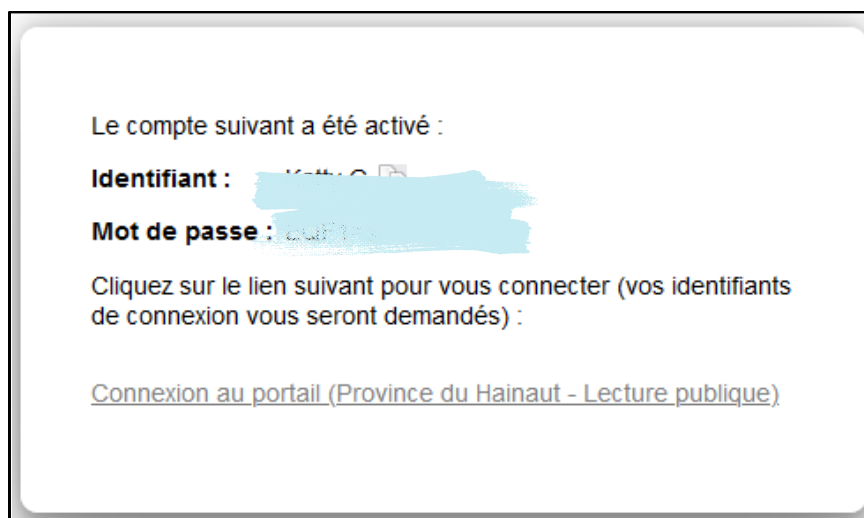 Le compte suivant a été activé :
Identifiant :
Mot de passe :
Cliquez sur le lien suivant pour vous connecter (vos identifiants
de connexion vous seront demandés) :
Connexion au portail (Province du Hainaut - Lecture publique)